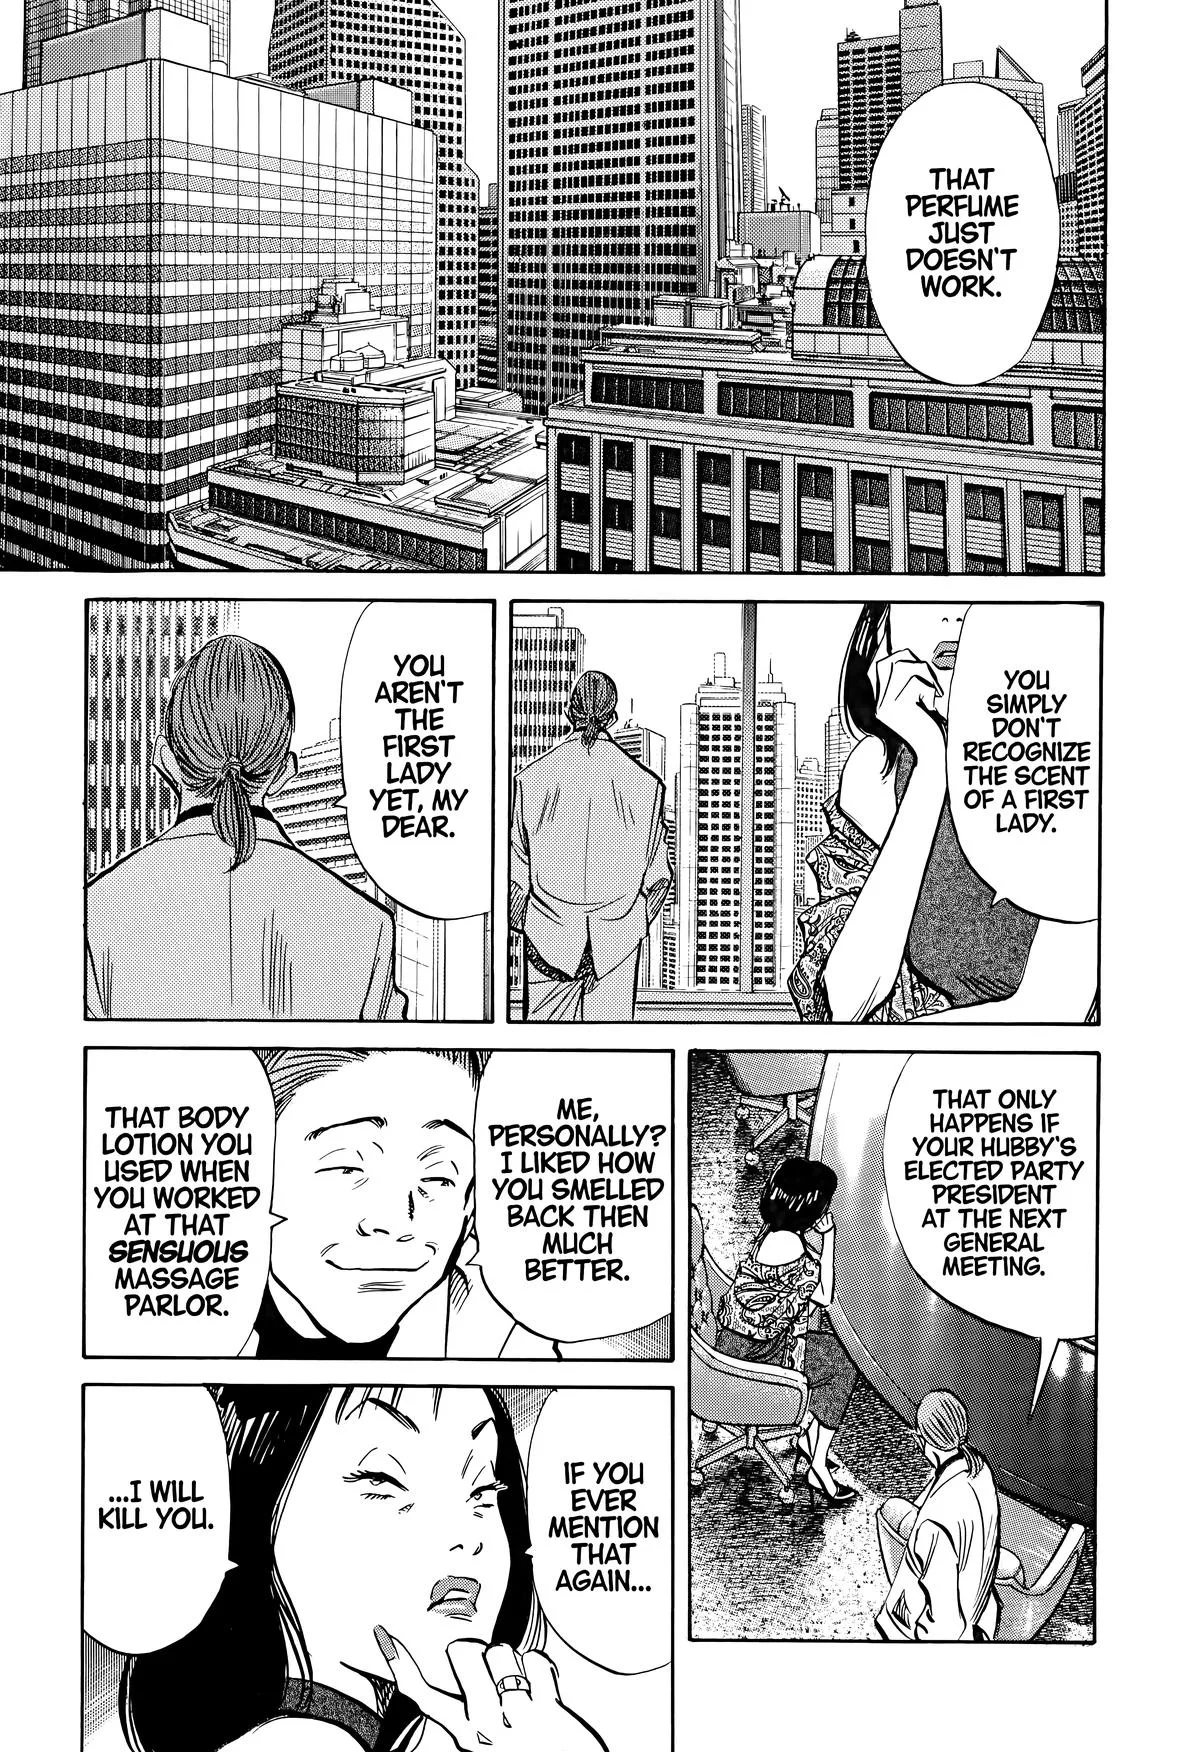 THAT
PERFUME
JUST
DOESN'T
WORK.
YOU
SIMPLY
DON'T
RECOGNIZE
THE SCENT
OF A FIRST
LADY.
YOU
AREN'T
THE
FIRST
LADY
YET, MY
DEAR.
THAT ONLY
HAPPENS IF
YOUR HUBBY'S
ELECTED PARTY
PRESIDENT
AT THE NEXT
GENERAL
MEETING.
ME,
PERSONALLY?
I LIKED HOW
YOU SMELLED
BACK THEN
MUCH
BETTER.
THAT BODY
LOTION YOU
USED WHEN
YOU WORKED
AT THAT
SENSUOUS
MASSAGE
PARLOR.
IF YOU
EVER
MENTION
THAT
AGAIN...
...I WILL
KILL YOU.